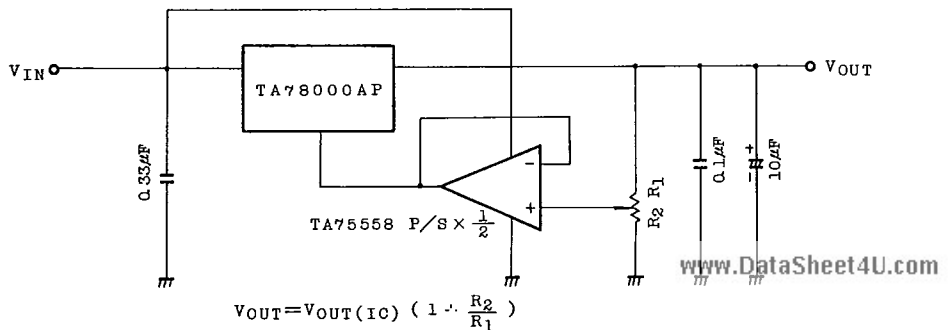 VIN
TA78000AP
VOUT
0.33μF
TA75558 P/S × 1/2
-
+
R1
R2
0.1μF
+
-
10μF
www.DataSheet4U.com
VOUT=VOUT(IC) (1 + R2/R1)